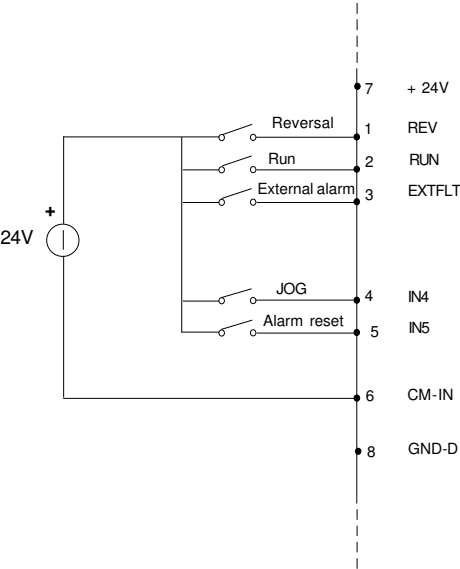 7 + 24V
Reversal 1 REV
Run 2 RUN
External alarm 3 EXTFLT
+
24V
JOG 4 IN4
Alarm reset 5 IN5
6 CM-IN
8 GND-D